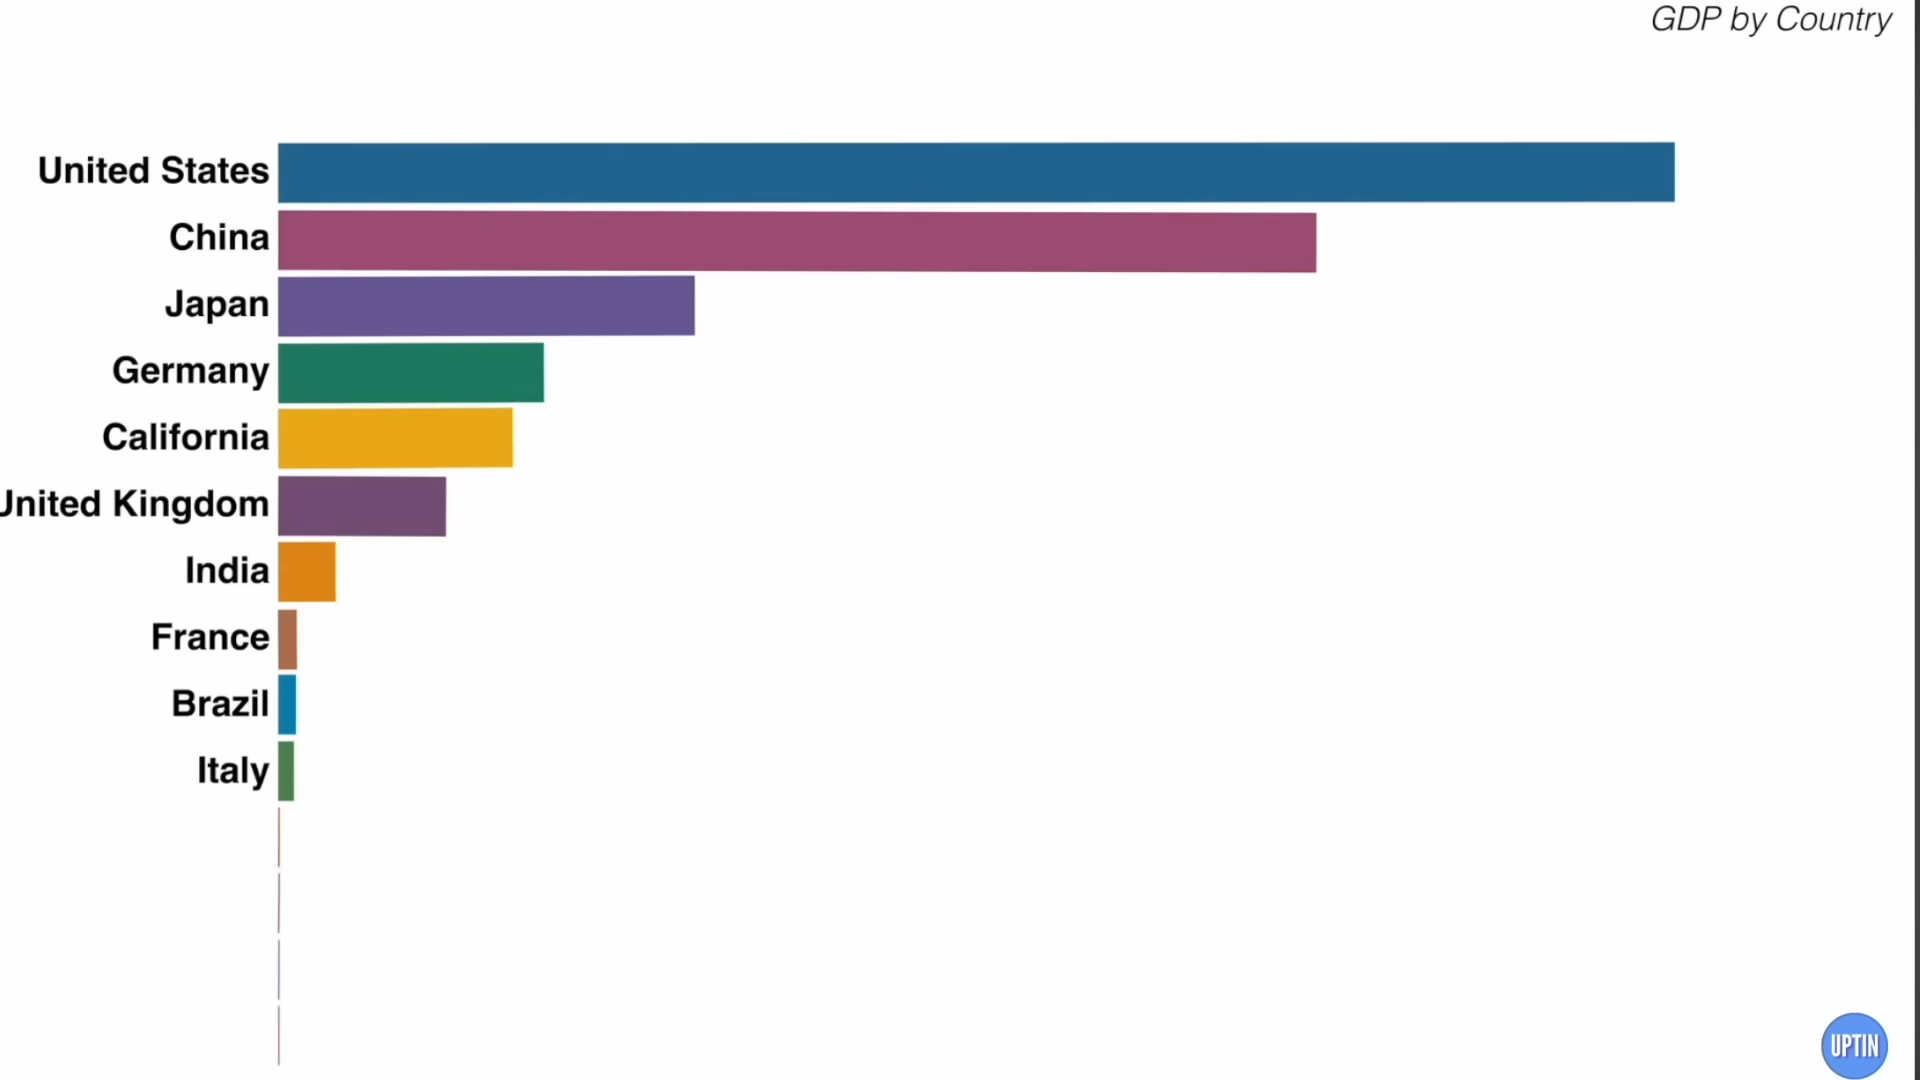 GDP by Country
United States
China
Japan
Germany
California
United Kingdom
India
France
Brazil
Italy
UPTIN